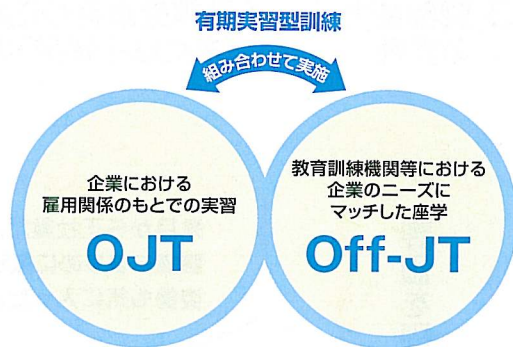 有期実習型訓練
組み合わせて実施
企業における
雇用関係のもとでの実習
OJT
教育訓練機関等における
企業のニーズに
マッチした座学
Off-JT